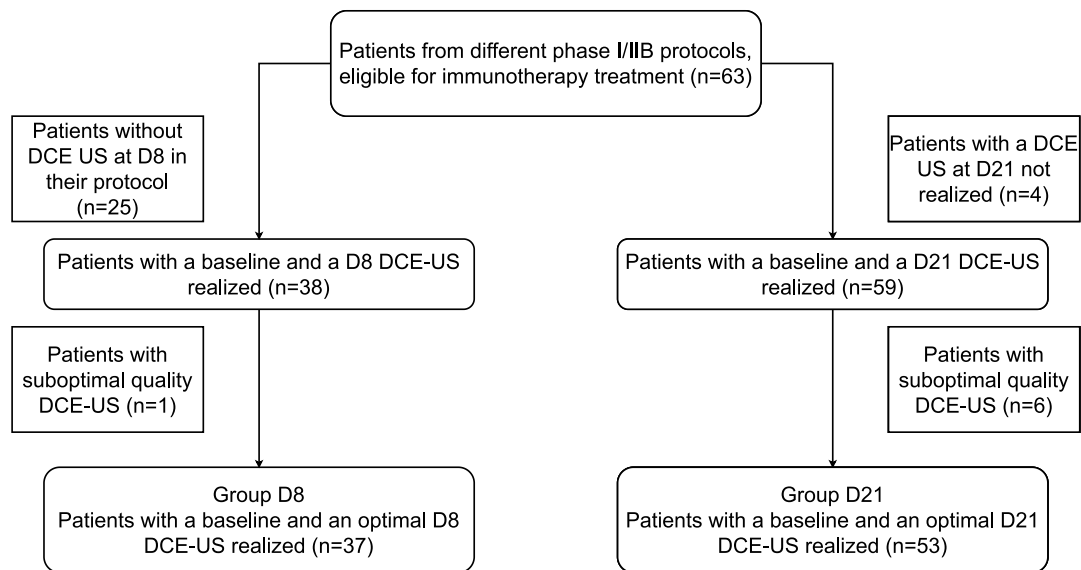 Patients from different phase I/IIB protocols,
eligible for immunotherapy treatment (n=63)
Patients without
DCE US at D8 in
their protocol
(n=25)
Patients with a DCE
US at D21 not
realized (n=4)
Patients with a baseline and a D8 DCE-US
realized (n=38)
Patients with a baseline and a D21 DCE-US
realized (n=59)
Patients with
suboptimal quality
DCE-US (n=1)
Patients with
suboptimal quality
DCE-US (n=6)
Group D8
Patients with a baseline and an optimal D8
DCE-US realized (n=37)
Group D21
Patients with a baseline and an optimal D21
DCE-US realized (n=53)